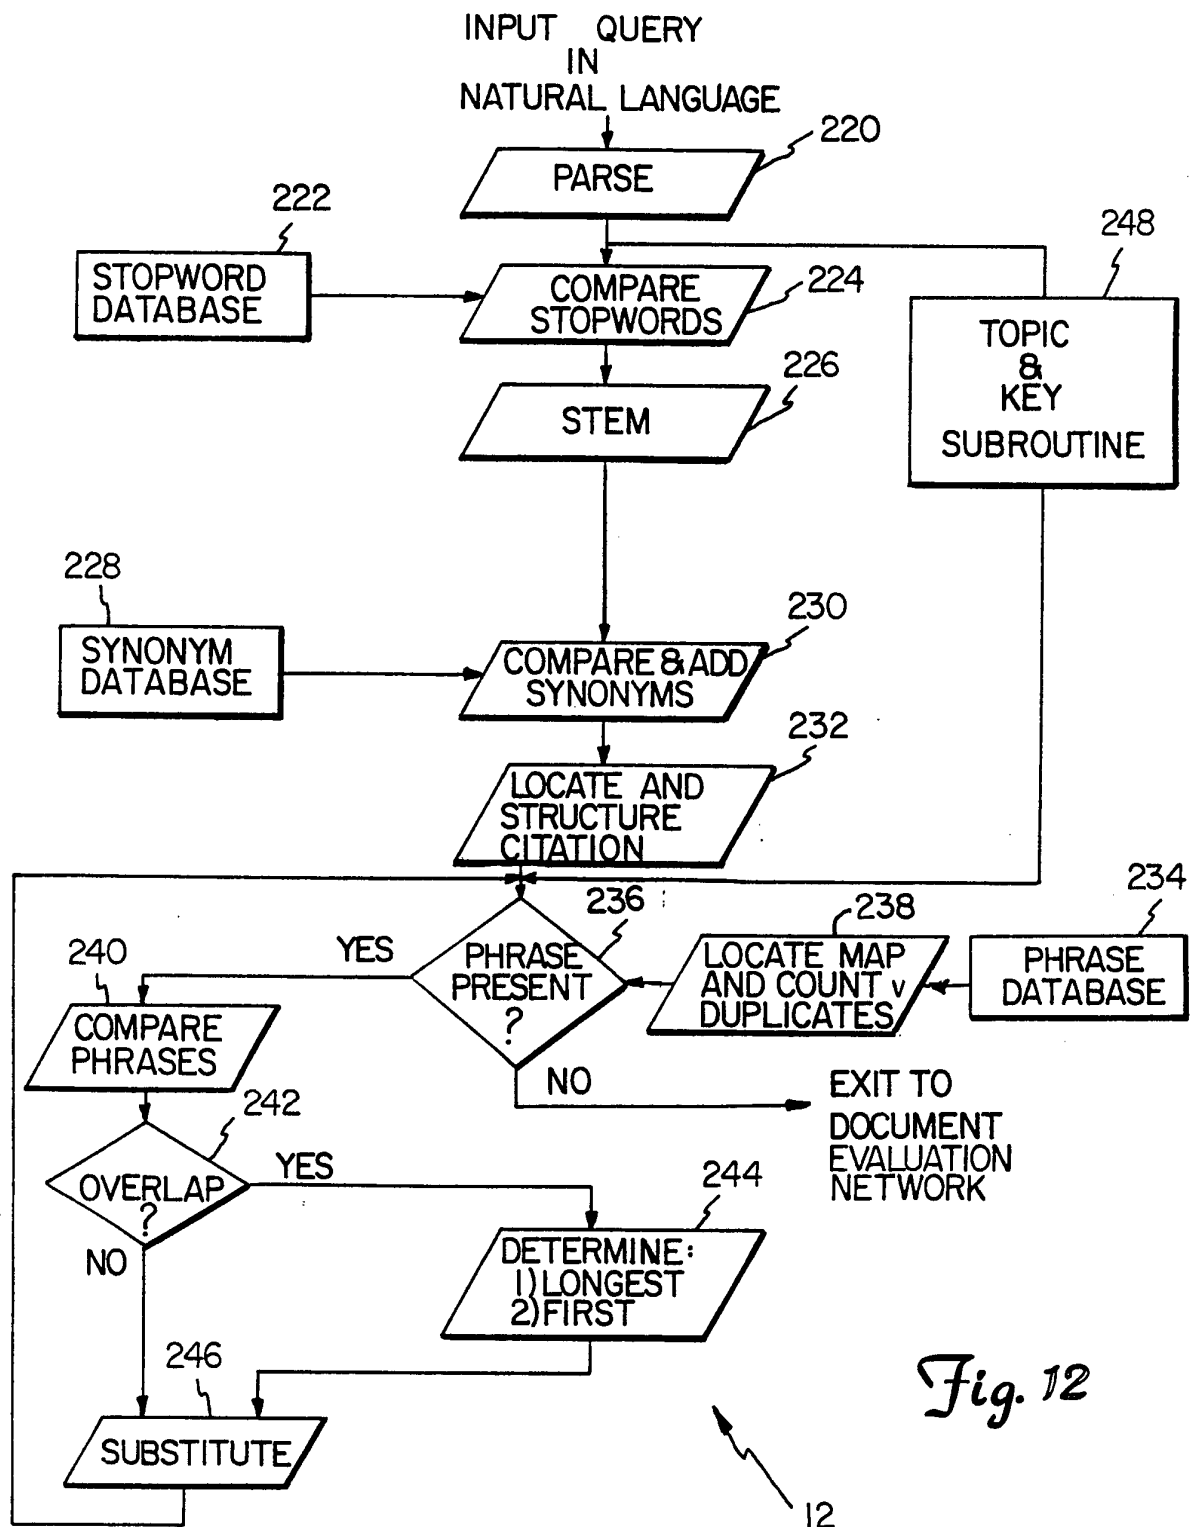 INPUT QUERY
IN
NATURAL LANGUAGE
220
PARSE
222
248
STOPWORD
DATABASE
COMPARE
STOPWORDS
224
TOPIC
&
KEY
SUBROUTINE
226
STEM
228
230
SYNONYM
DATABASE
COMPARE & ADD
SYNONYMS
232
LOCATE AND
STRUCTURE
CITATION
236
238
234
YES
PHRASE
PRESENT
?
LOCATE MAP
AND COUNT
DUPLICATES
PHRASE
DATABASE
240
COMPARE
PHRASES
NO
EXIT TO
DOCUMENT
EVALUATION
NETWORK
242
OVERLAP
?
YES
244
NO
DETERMINE:
1) LONGEST
2) FIRST
246
SUBSTITUTE
Fig. 12
12